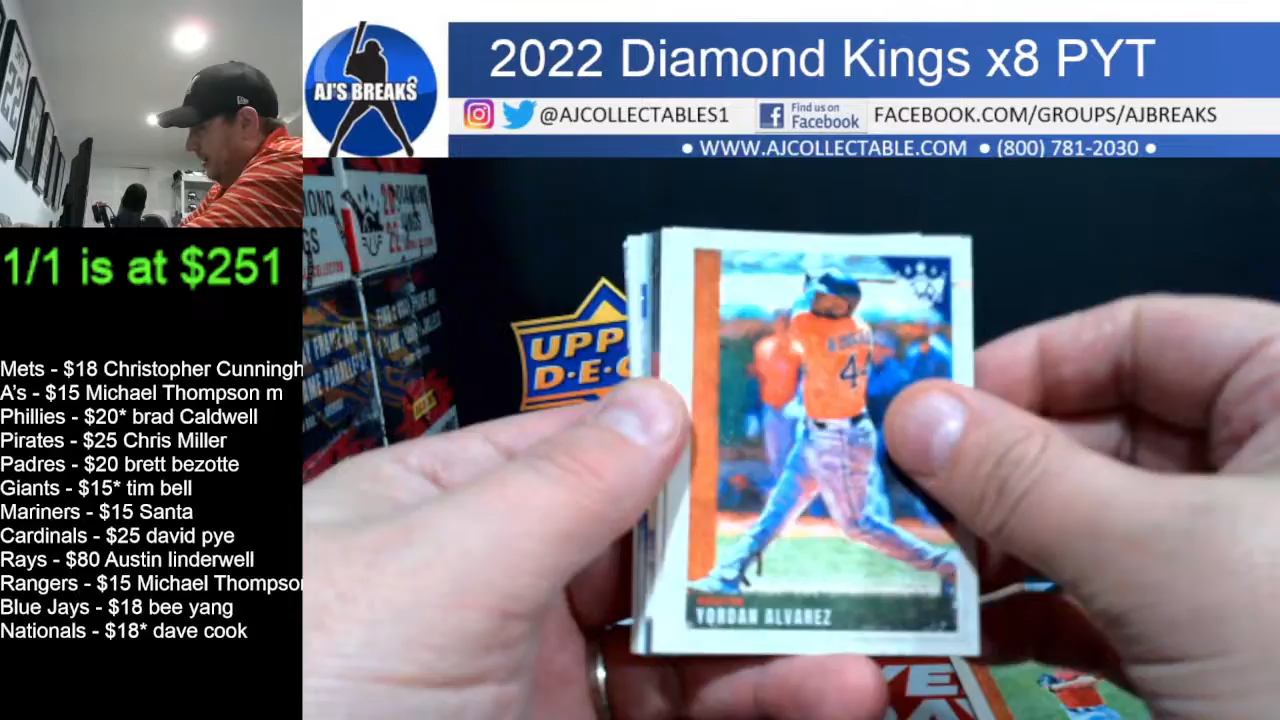 2022 Diamond Kings x8 PYT
AJ'S BREAKS
@AJCOLLECTABLES1
Find us on
Facebook
FACEBOOK.COM/GROUPS/AJBREAKS
• WWW.AJCOLLECTABLE.COM • (800) 781-2030 •
1/1 is at $251
Mets - $18 Christopher Cunningh
A's - $15 Michael Thompson m
Phillies - $20* brad Caldwell
Pirates - $25 Chris Miller
Padres - $20 brett bezotte
Giants - $15* tim bell
Mariners - $15 Santa
Cardinals - $25 david pye
Rays - $80 Austin linderwell
Rangers - $15 Michael Thompson
Blue Jays - $18 bee yang
Nationals - $18* dave cook
UPP
D·E·C
44
YORDAN ALVAREZ